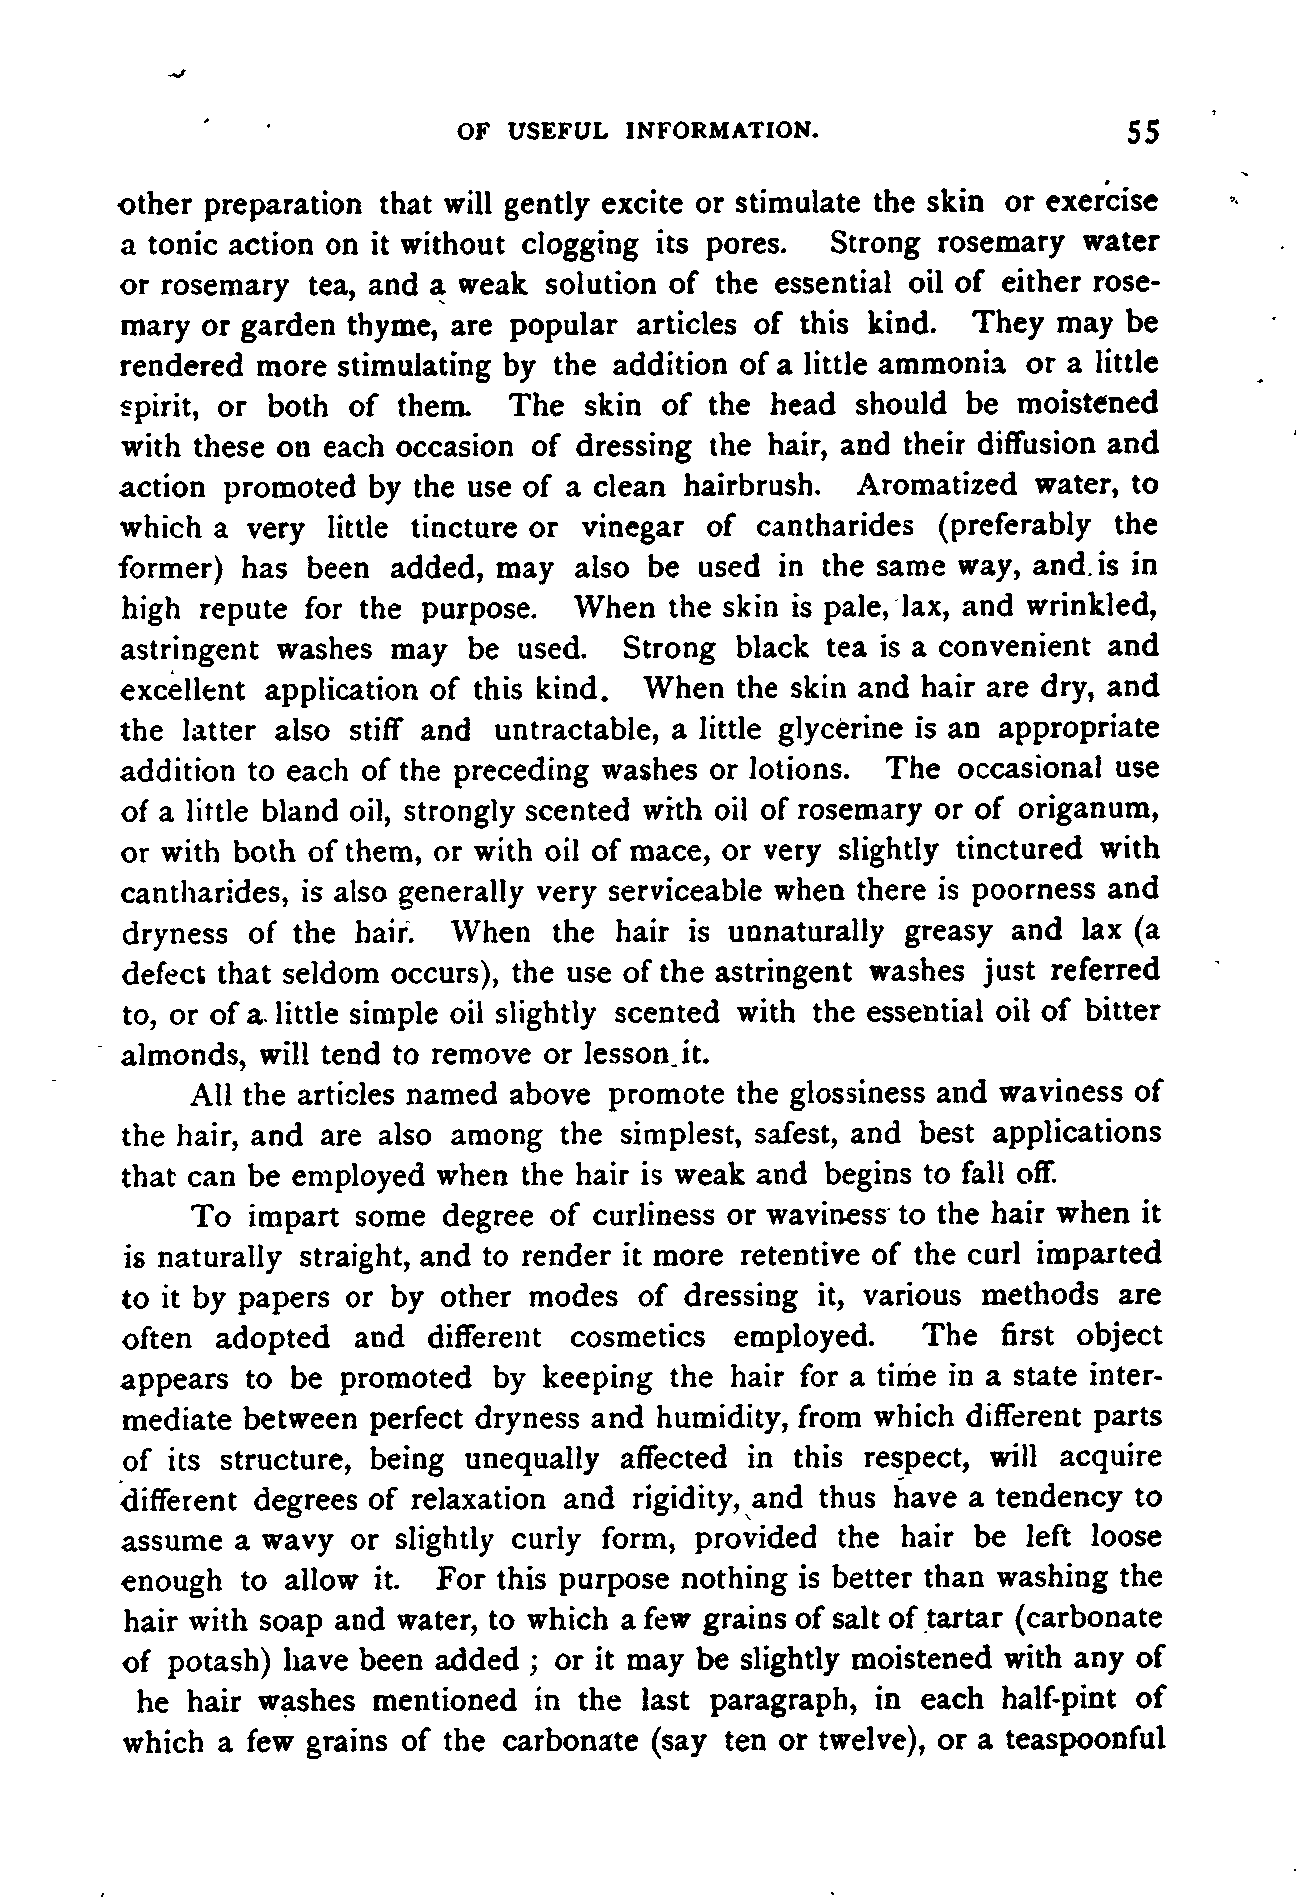 OF USEFUL INFORMATION. 55
other preparation that will gently excite or stimulate the skin or exercise
a tonic action on it without clogging its pores. Strong rosemary water
or rosemary tea, and a weak solution of the essential oil of either rose-
mary or garden thyme, are popular articles of this kind. They may be
rendered more stimulating by the addition of a little ammonia or a little
spirit, or both of them. The skin of the head should be moistened
with these on each occasion of dressing the hair, and their diffusion and
action promoted by the use of a clean hairbrush. Aromatized water, to
which a very little tincture or vinegar of cantharides (preferably the
former) has been added, may also be used in the same way, and is in
high repute for the purpose. When the skin is pale, lax, and wrinkled,
astringent washes may be used. Strong black tea is a convenient and
excellent application of this kind. When the skin and hair are dry, and
the latter also stiff and untractable, a little glycerine is an appropriate
addition to each of the preceding washes or lotions. The occasional use
of a little bland oil, strongly scented with oil of rosemary or of origanum,
or with both of them, or with oil of mace, or very slightly tinctured with
cantharides, is also generally very serviceable when there is poorness and
dryness of the hair. When the hair is unnaturally greasy and lax (a
defect that seldom occurs), the use of the astringent washes just referred
to, or of a little simple oil slightly scented with the essential oil of bitter
almonds, will tend to remove or lesson it.
All the articles named above promote the glossiness and waviness of
the hair, and are also among the simplest, safest, and best applications
that can be employed when the hair is weak and begins to fall off.
To impart some degree of curliness or waviness to the hair when it
is naturally straight, and to render it more retentive of the curl imparted
to it by papers or by other modes of dressing it, various methods are
often adopted and different cosmetics employed. The first object
appears to be promoted by keeping the hair for a time in a state inter-
mediate between perfect dryness and humidity, from which different parts
of its structure, being unequally affected in this respect, will acquire
different degrees of relaxation and rigidity, and thus have a tendency to
assume a wavy or slightly curly form, provided the hair be left loose
enough to allow it. For this purpose nothing is better than washing the
hair with soap and water, to which a few grains of salt of tartar (carbonate
of potash) have been added ; or it may be slightly moistened with any of
he hair washes mentioned in the last paragraph, in each half-pint of
which a few grains of the carbonate (say ten or twelve), or a teaspoonful